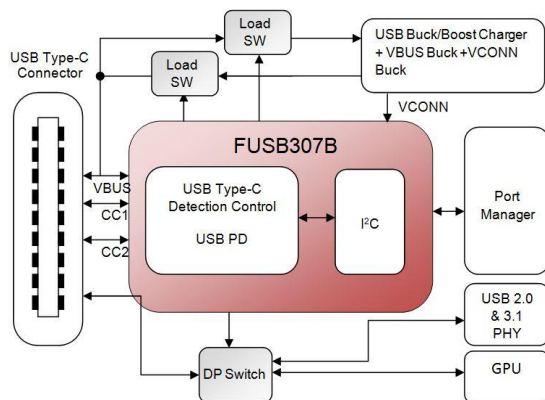 USB Type-C
Connector
Load
SW
Load
SW
USB Buck/Boost Charger
+ VBUS Buck +VCONN
Buck
VCONN
FUSB307B
VBUS
CC1
CC2
USB Type-C
Detection Control
USB PD
I²C
Port
Manager
USB 2.0
& 3.1
PHY
DP Switch
GPU